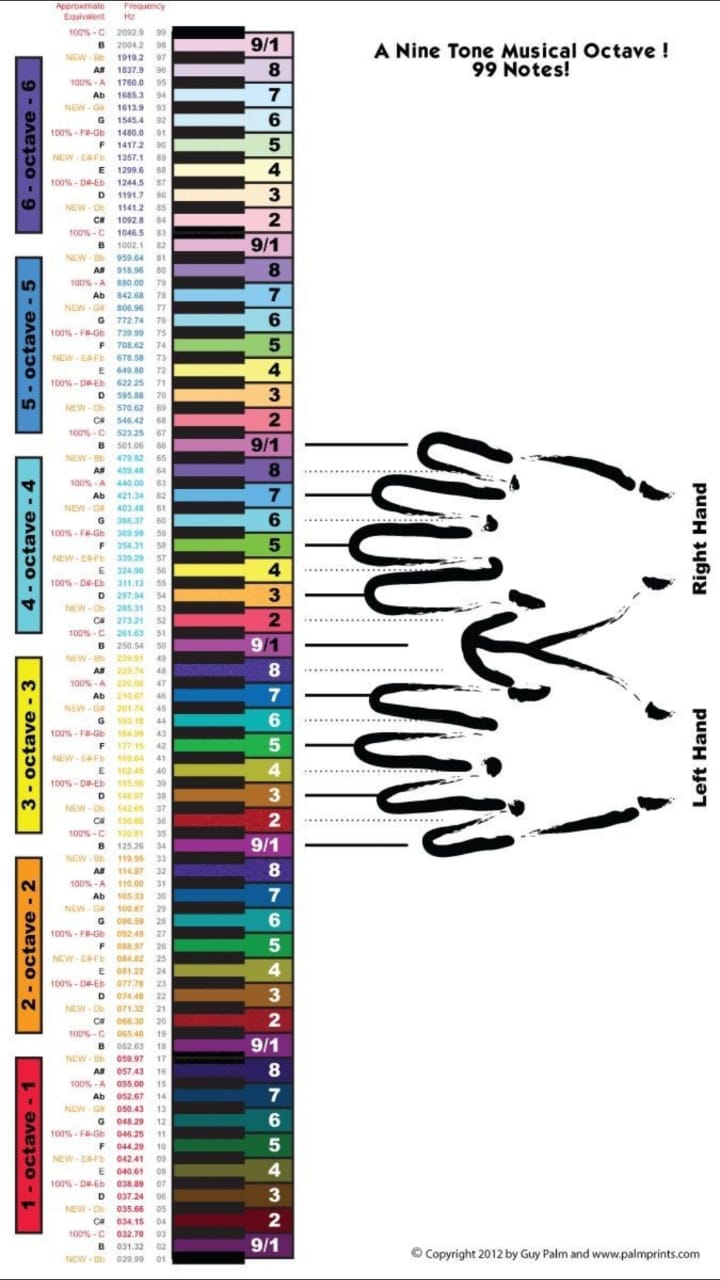 Approximate Equivalent
Frequency Hz
A Nine Tone Musical Octave !
99 Notes!
100% - C 2092.9 99
B 2004.2 98 9/1
NEW - Bb 1919.2 97
A# 1837.9 96 8
100% - A 1760.0 95
Ab 1685.3 94 7
NEW - G# 1613.9 93
G 1545.4 92 6
100% - F#-Gb 1480.0 91
F 1417.2 90 5
NEW - E#-Fb 1357.1 89
E 1299.6 88 4
100% - D#-Eb 1244.5 87
D 1191.7 86 3
NEW - Db 1141.2 85
C# 1092.8 84 2
100% - C 1046.5 83
B 1002.1 82 9/1
6 - octave - 6
NEW - Bb 959.64 81
A# 918.96 80 8
100% - A 880.00 79
Ab 842.68 78 7
NEW - G# 806.96 77
G 772.74 76 6
100% - F#-Gb 739.99 75
F 708.62 74 5
NEW - E#-Fb 678.58 73
E 649.80 72 4
100% - D#-Eb 622.25 71
D 595.88 70 3
NEW - Db 570.62 69
C# 546.42 68 2
100% - C 523.25 67
B 501.06 66 9/1
5 - octave - 5
NEW - Bb 479.82 65
A# 459.48 64 8
100% - A 440.00 63
Ab 421.34 62 7
NEW - G# 403.48 61
G 386.37 60 6
100% - F#-Gb 369.99 59
F 354.31 58 5
NEW - E#-Fb 339.29 57
E 324.90 56 4
100% - D#-Eb 311.13 55
D 297.94 54 3
NEW - Db 285.31 53
C# 273.21 52 2
100% - C 261.63 51
B 250.54 50 9/1
4 - octave - 4
Right Hand
NEW - Bb 239.91 49
A# 229.74 48 8
100% - A 220.00 47
Ab 210.67 46 7
NEW - G# 201.74 45
G 193.18 44 6
100% - F#-Gb 184.99 43
F 177.15 42 5
NEW - E#-Fb 169.64 41
E 162.45 40 4
100% - D#-Eb 155.56 39
D 148.97 38 3
NEW - Db 142.65 37
C# 136.60 36 2
100% - C 130.81 35
B 125.26 34 9/1
3 - octave - 3
Left Hand
NEW - Bb 119.95 33
A# 114.87 32 8
100% - A 110.00 31
Ab 105.33 30 7
NEW - G# 100.87 29
G 096.59 28 6
100% - F#-Gb 092.49 27
F 088.57 26 5
NEW - E#-Fb 084.82 25
E 081.22 24 4
100% - D#-Eb 077.78 23
D 074.48 22 3
NEW - Db 071.32 21
C# 068.30 20 2
100% - C 065.40 19
B 062.63 18 9/1
2 - octave - 2
NEW - Bb 059.97 17
A# 057.43 16 8
100% - A 055.00 15
Ab 052.67 14 7
NEW - G# 050.43 13
G 048.29 12 6
100% - F#-Gb 046.25 11
F 044.29 10 5
NEW - E#-Fb 042.41 09
E 040.61 08 4
100% - D#-Eb 038.89 07
D 037.24 06 3
NEW - Db 035.66 05
C# 034.15 04 2
100% - C 032.70 03
B 031.32 02 9/1
NEW - Bb 029.99 01
1 - octave - 1
© Copyright 2012 by Guy Palm and www.palmprints.com